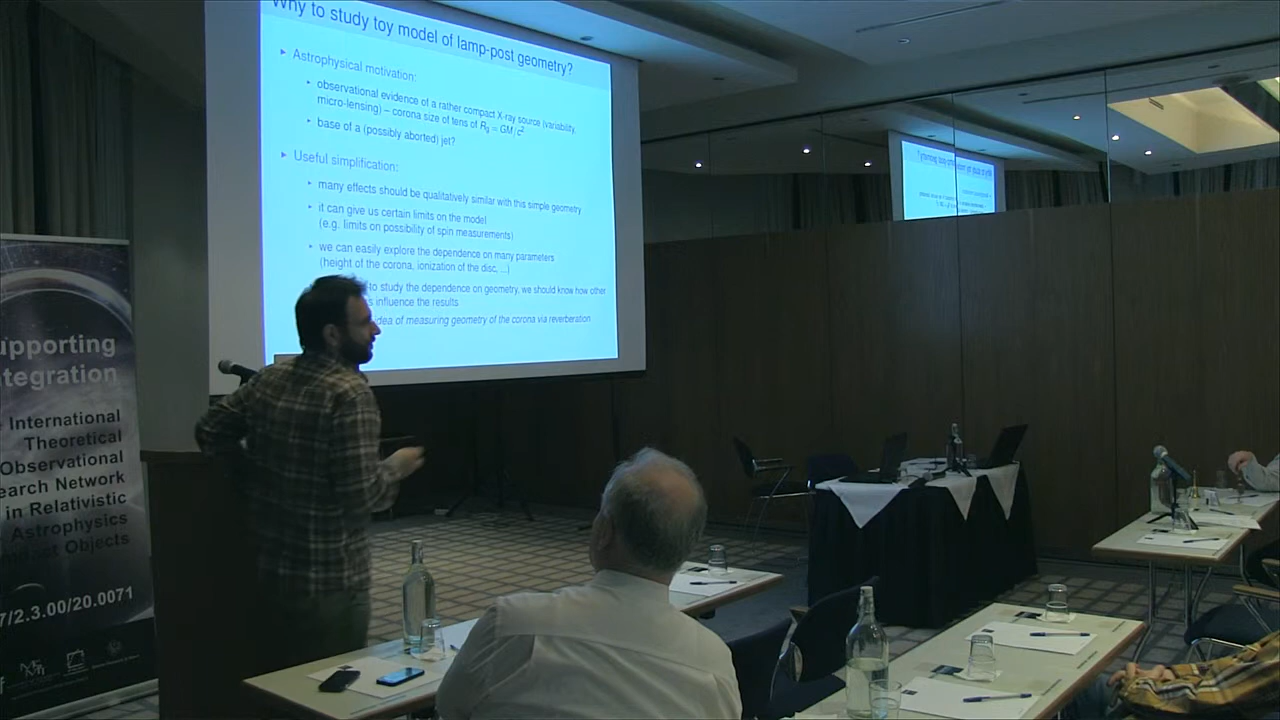 Why to study toy model of lamp-post geometry?
Astrophysical motivation:
observational evidence of a rather compact X-ray source (variability,
micro-lensing) – corona size of tens of Rg = GM/c²
base of a (possibly aborted) jet?
Useful simplification:
many effects should be qualitatively similar with this simple geometry
it can give us certain limits on the model
(e.g. limits on possibility of spin measurements)
we can easily explore the dependence on many parameters
(height of the corona, ionization of the disc, ...)
to study the dependence on geometry, we should know how other
influence the results
idea of measuring geometry of the corona via reverberation
upporting
ntegration
International
Theoretical
Observational
earch Network
in Relativistic
Astrophysics
Objects
7/2.3.00/20.0071